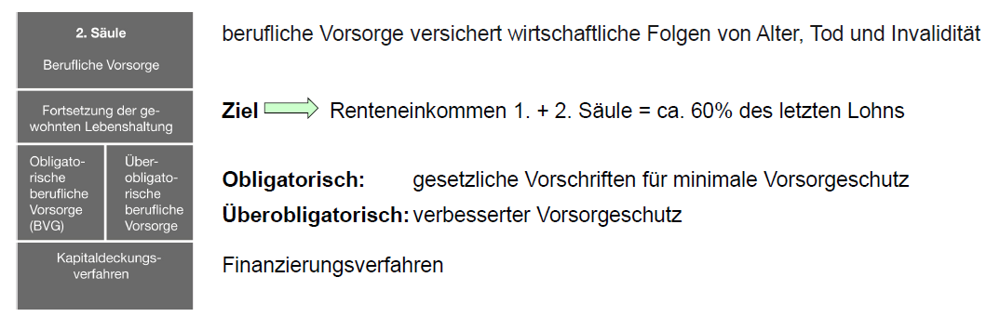 2. Säule
Berufliche Vorsorge
berufliche Vorsorge versichert wirtschaftliche Folgen von Alter, Tod und Invalidität
Fortsetzung der ge-
wohnten Lebenshaltung
Ziel
Renteneinkommen 1. + 2. Säule = ca. 60% des letzten Lohns
Obligato-
rische
berufliche
Vorsorge
(BVG)
Über-
obligato-
rische
berufliche
Vorsorge
Obligatorisch: gesetzliche Vorschriften für minimale Vorsorgeschutz
Überobligatorisch: verbesserter Vorsorgeschutz
Kapitaldeckungs-
verfahren
Finanzierungsverfahren